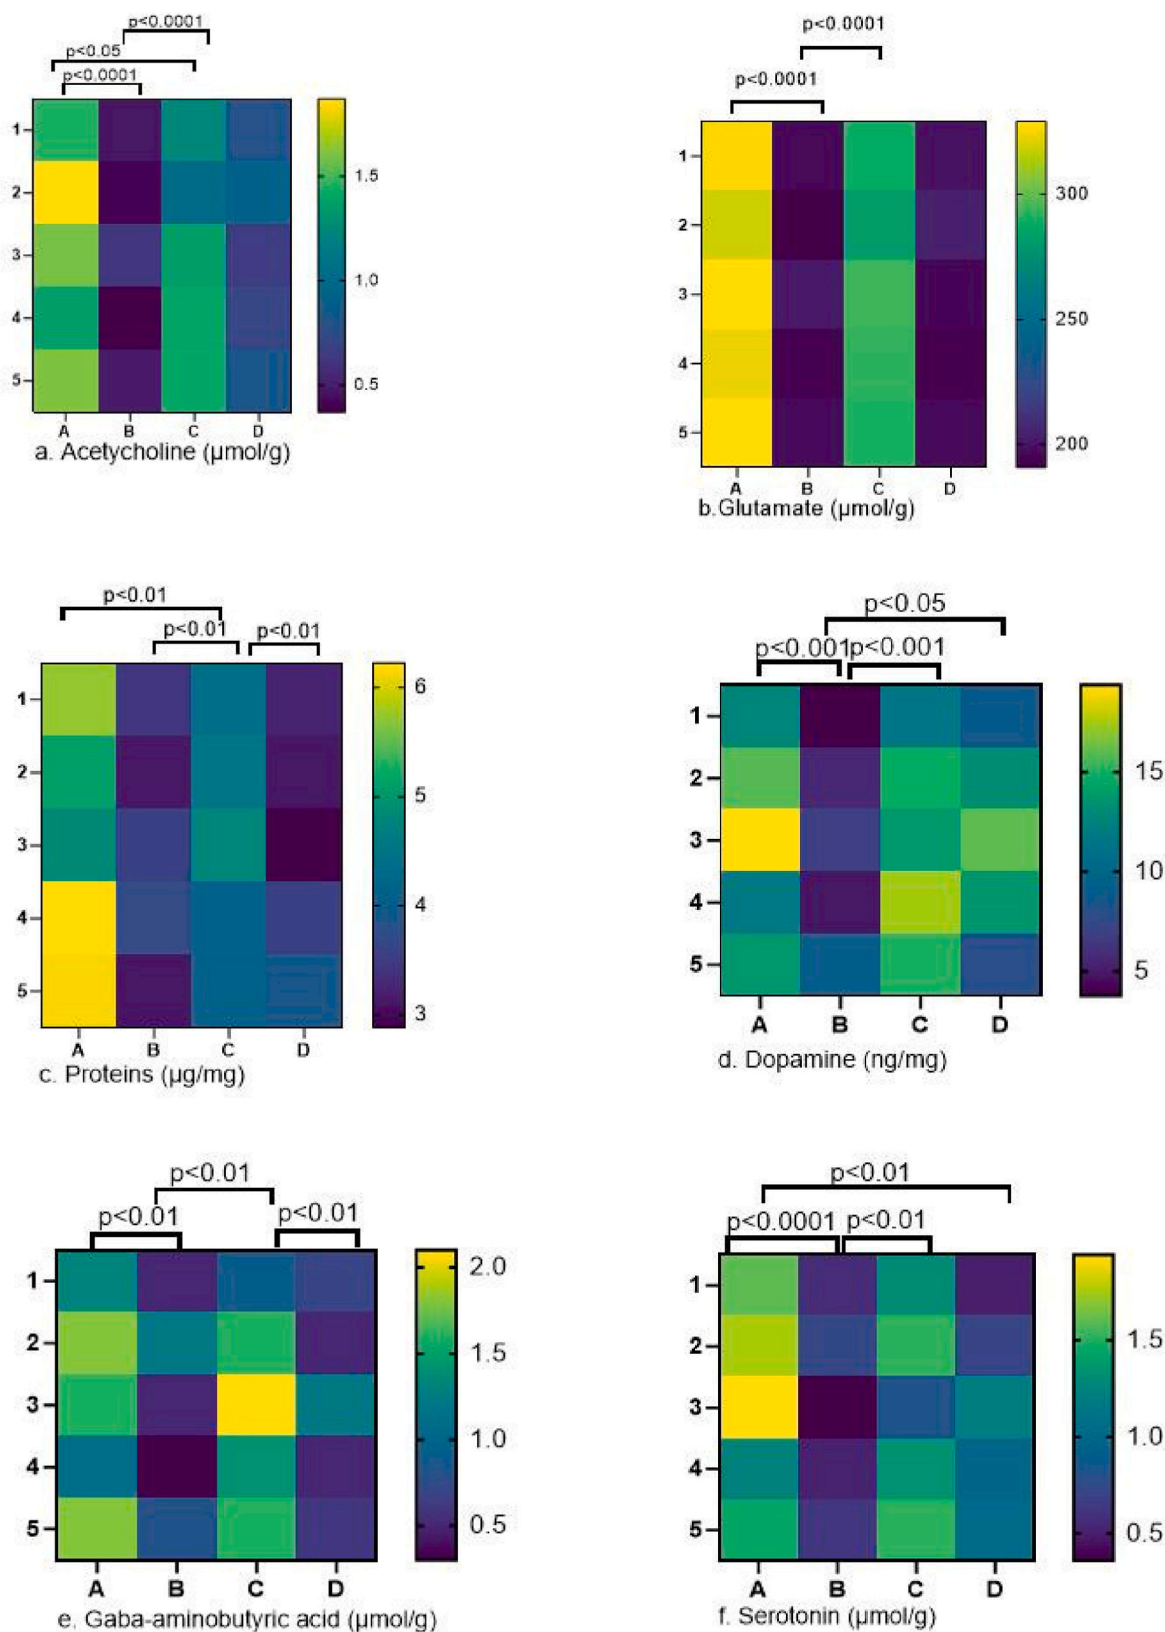 p<0.0001
p<0.05
p<0.0001
1
2
3
4
5
1.5
1.0
0.5
A B C D
a. Acetycholine (µmol/g)
p<0.0001
p<0.0001
1
2
3
4
5
300
250
200
A B C D
b.Glutamate (µmol/g)
p<0.01
p<0.01 p<0.01
1
2
3
4
5
6
5
4
3
A B C D
c. Proteins (µg/mg)
p<0.05
p<0.001 p<0.001
1
2
3
4
5
15
10
5
A B C D
d. Dopamine (ng/mg)
p<0.01
p<0.01 p<0.01
1
2
3
4
5
2.0
1.5
1.0
0.5
A B C D
e. Gaba-aminobutyric acid (µmol/g)
p<0.01
p<0.0001 p<0.01
1
2
3
4
5
1.5
1.0
0.5
A B C D
f. Serotonin (µmol/g)